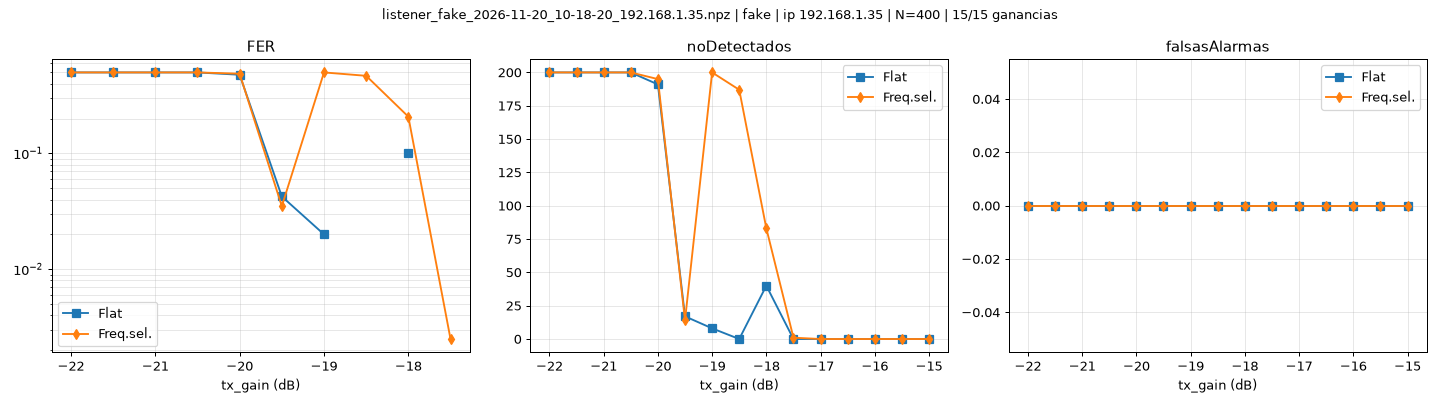 listener_fake_2026-11-20_10-18-20_192.168.1.35.npz | fake | ip 192.168.1.35 | N=400 | 15/15 ganancias
FER
10⁻¹
10⁻²
Flat
Freq.sel.
−22 −21 −20 −19 −18
tx_gain (dB)
noDetectados
200
175
150
125
100
75
50
25
0
Flat
Freq.sel.
−22 −21 −20 −19 −18 −17 −16 −15
tx_gain (dB)
falsasAlarmas
0.04
0.02
0.00
−0.02
−0.04
Flat
Freq.sel.
−22 −21 −20 −19 −18 −17 −16 −15
tx_gain (dB)